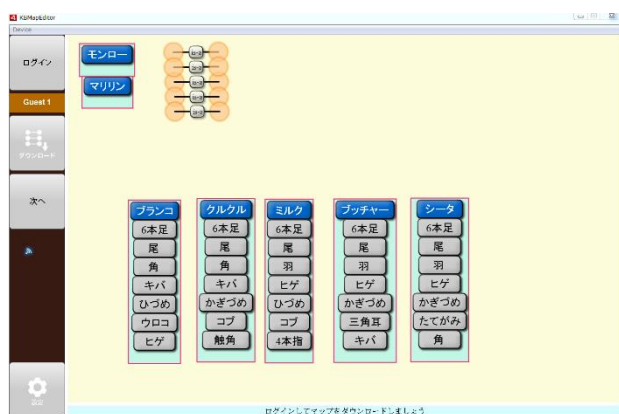 KBMapEditor
Device
ログイン
Guest 1
ダウンロード
次へ
モンロー
マリリン
ブランコ
6本足
尾
角
キバ
ひづめ
ウロコ
ヒゲ
クルクル
6本足
尾
角
キバ
かぎづめ
コブ
触角
ミルク
6本足
尾
羽
ヒゲ
ひづめ
コブ
4本指
ブッチャー
6本足
尾
羽
ヒゲ
かぎづめ
三角耳
キバ
シータ
6本足
尾
羽
ヒゲ
かぎづめ
たてがみ
角
ログインしてマップをダウンロードしましょう